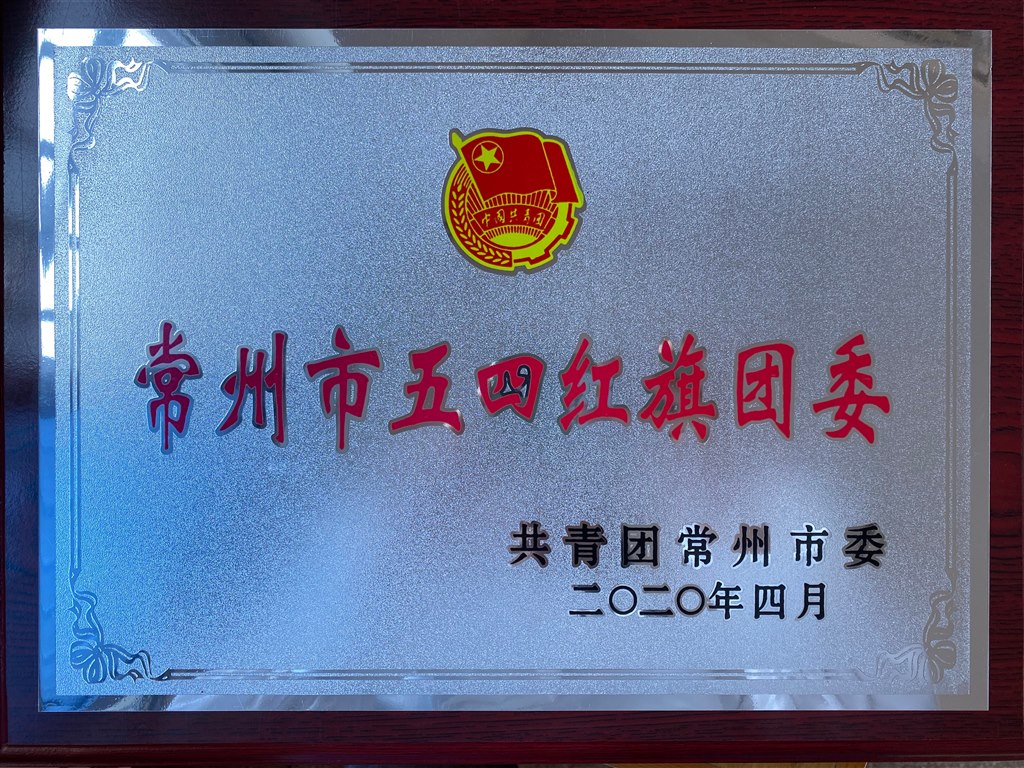 中国共青团
常州市五四红旗团委
共青团常州市委
二〇二〇年四月